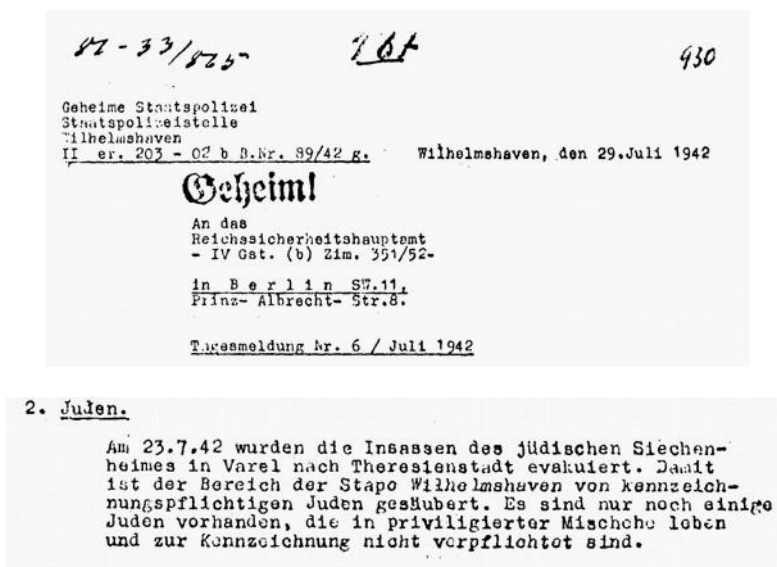 930
Geheime Staatspolizei
Staatspolizeistelle
Wilhelmshaven
II er. 203 - 02 b B.Nr. 89/42 g. Wilhelmshaven, den 29.Juli 1942
Geheim!
An das
Reichssicherheitshauptamt
- IV Gst. (b) Zim. 351/52-
in B e r l i n SW.11,
Prinz- Albrecht- Str.8.
Tagesmeldung Nr. 6 / Juli 1942
2. Juden.
Am 23.7.42 wurden die Insassen des jüdischen Siechen-
heimes in Varel nach Theresienstadt evakuiert. Damit
ist der Bereich der Stapo Wilhelmshaven von kennzeich-
nungspflichtigen Juden gesäubert. Es sind nur noch einige
Juden vorhanden, die in priviligierter Mischehe leben
und zur Kennzeichnung nicht verpflichtet sind.